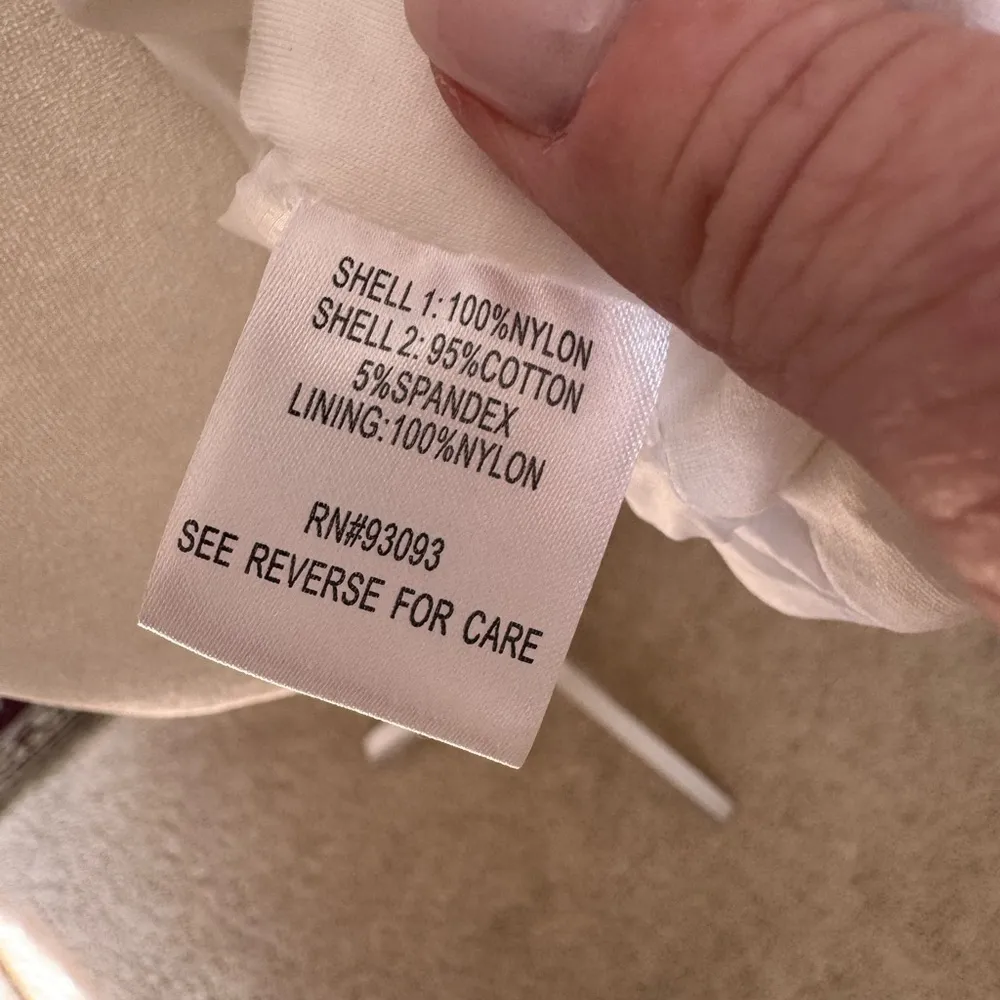 SHELL 1: 100%NYLON
SHELL 2: 95%COTTON
5%SPANDEX
LINING:100%NYLON
RN#93093
SEE REVERSE FOR CARE